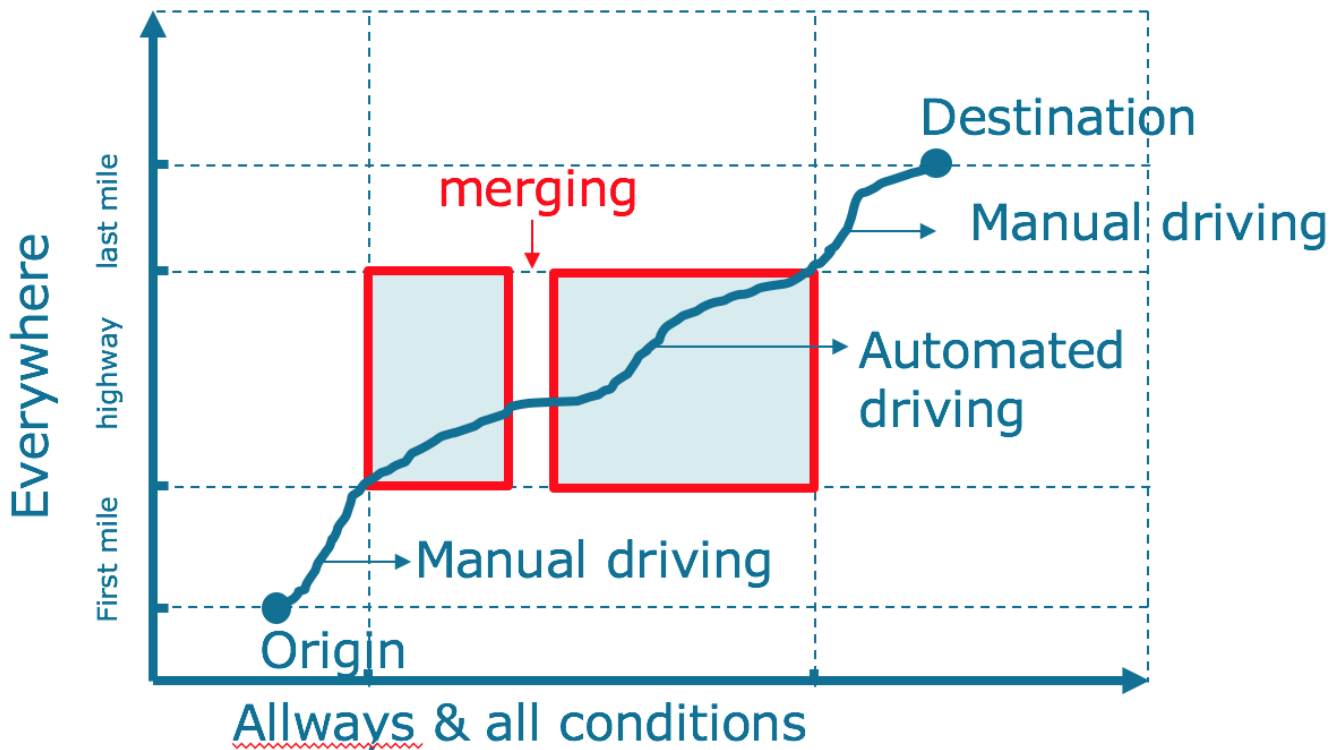 Destination
merging
Manual driving
Automated
driving
Manual driving
Origin
Everywhere
First mile
highway
last mile
Allways & all conditions